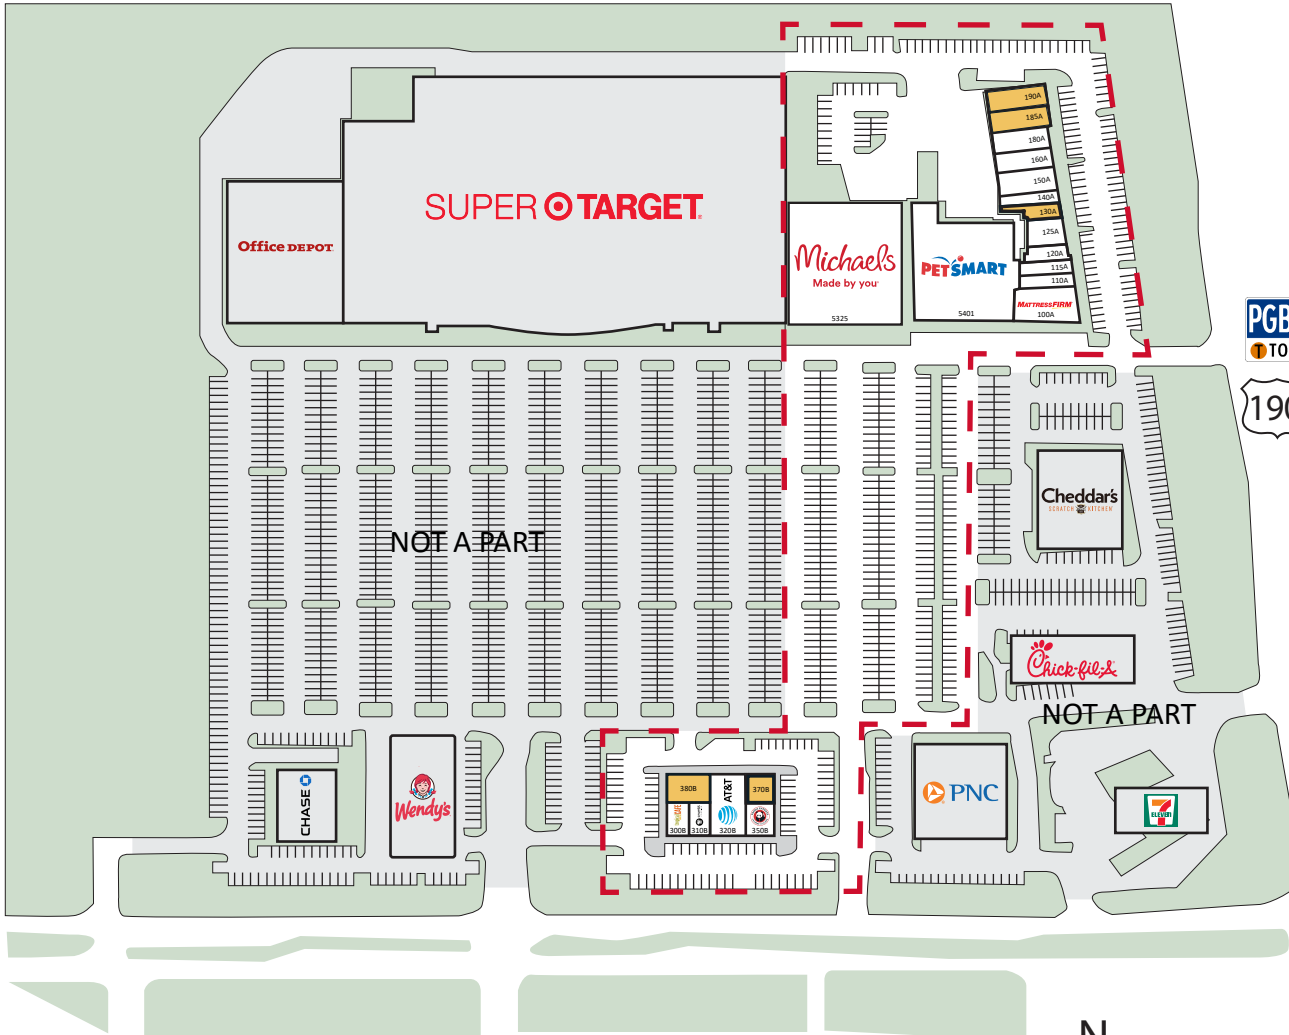 190A
185A
180A
160A
150A
140A
130A
125A
120A
115A
110A
MATTRESSFIRM
100A
SUPER TARGET
Office DEPOT
Michaels
Made by you
5325
PETSMART
5401
PGB
T TO
190
Cheddar's
SCRATCH KITCHEN
NOT A PART
Chick-fil-A
NOT A PART
CHASE
Wendy's
380B
370B
AT&T
300B
310B
320B
350B
PNC
7
ELEVEN
N